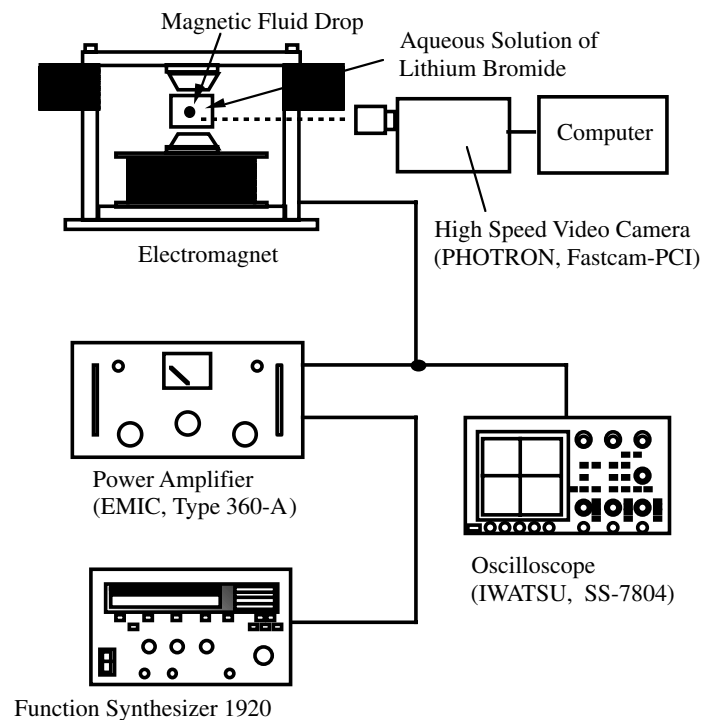 Magnetic Fluid Drop
Aqueous Solution of
Lithium Bromide
Computer
High Speed Video Camera
(PHOTRON, Fastcam-PCI)
Electromagnet
Power Amplifier
(EMIC, Type 360-A)
Oscilloscope
(IWATSU, SS-7804)
Function Synthesizer 1920